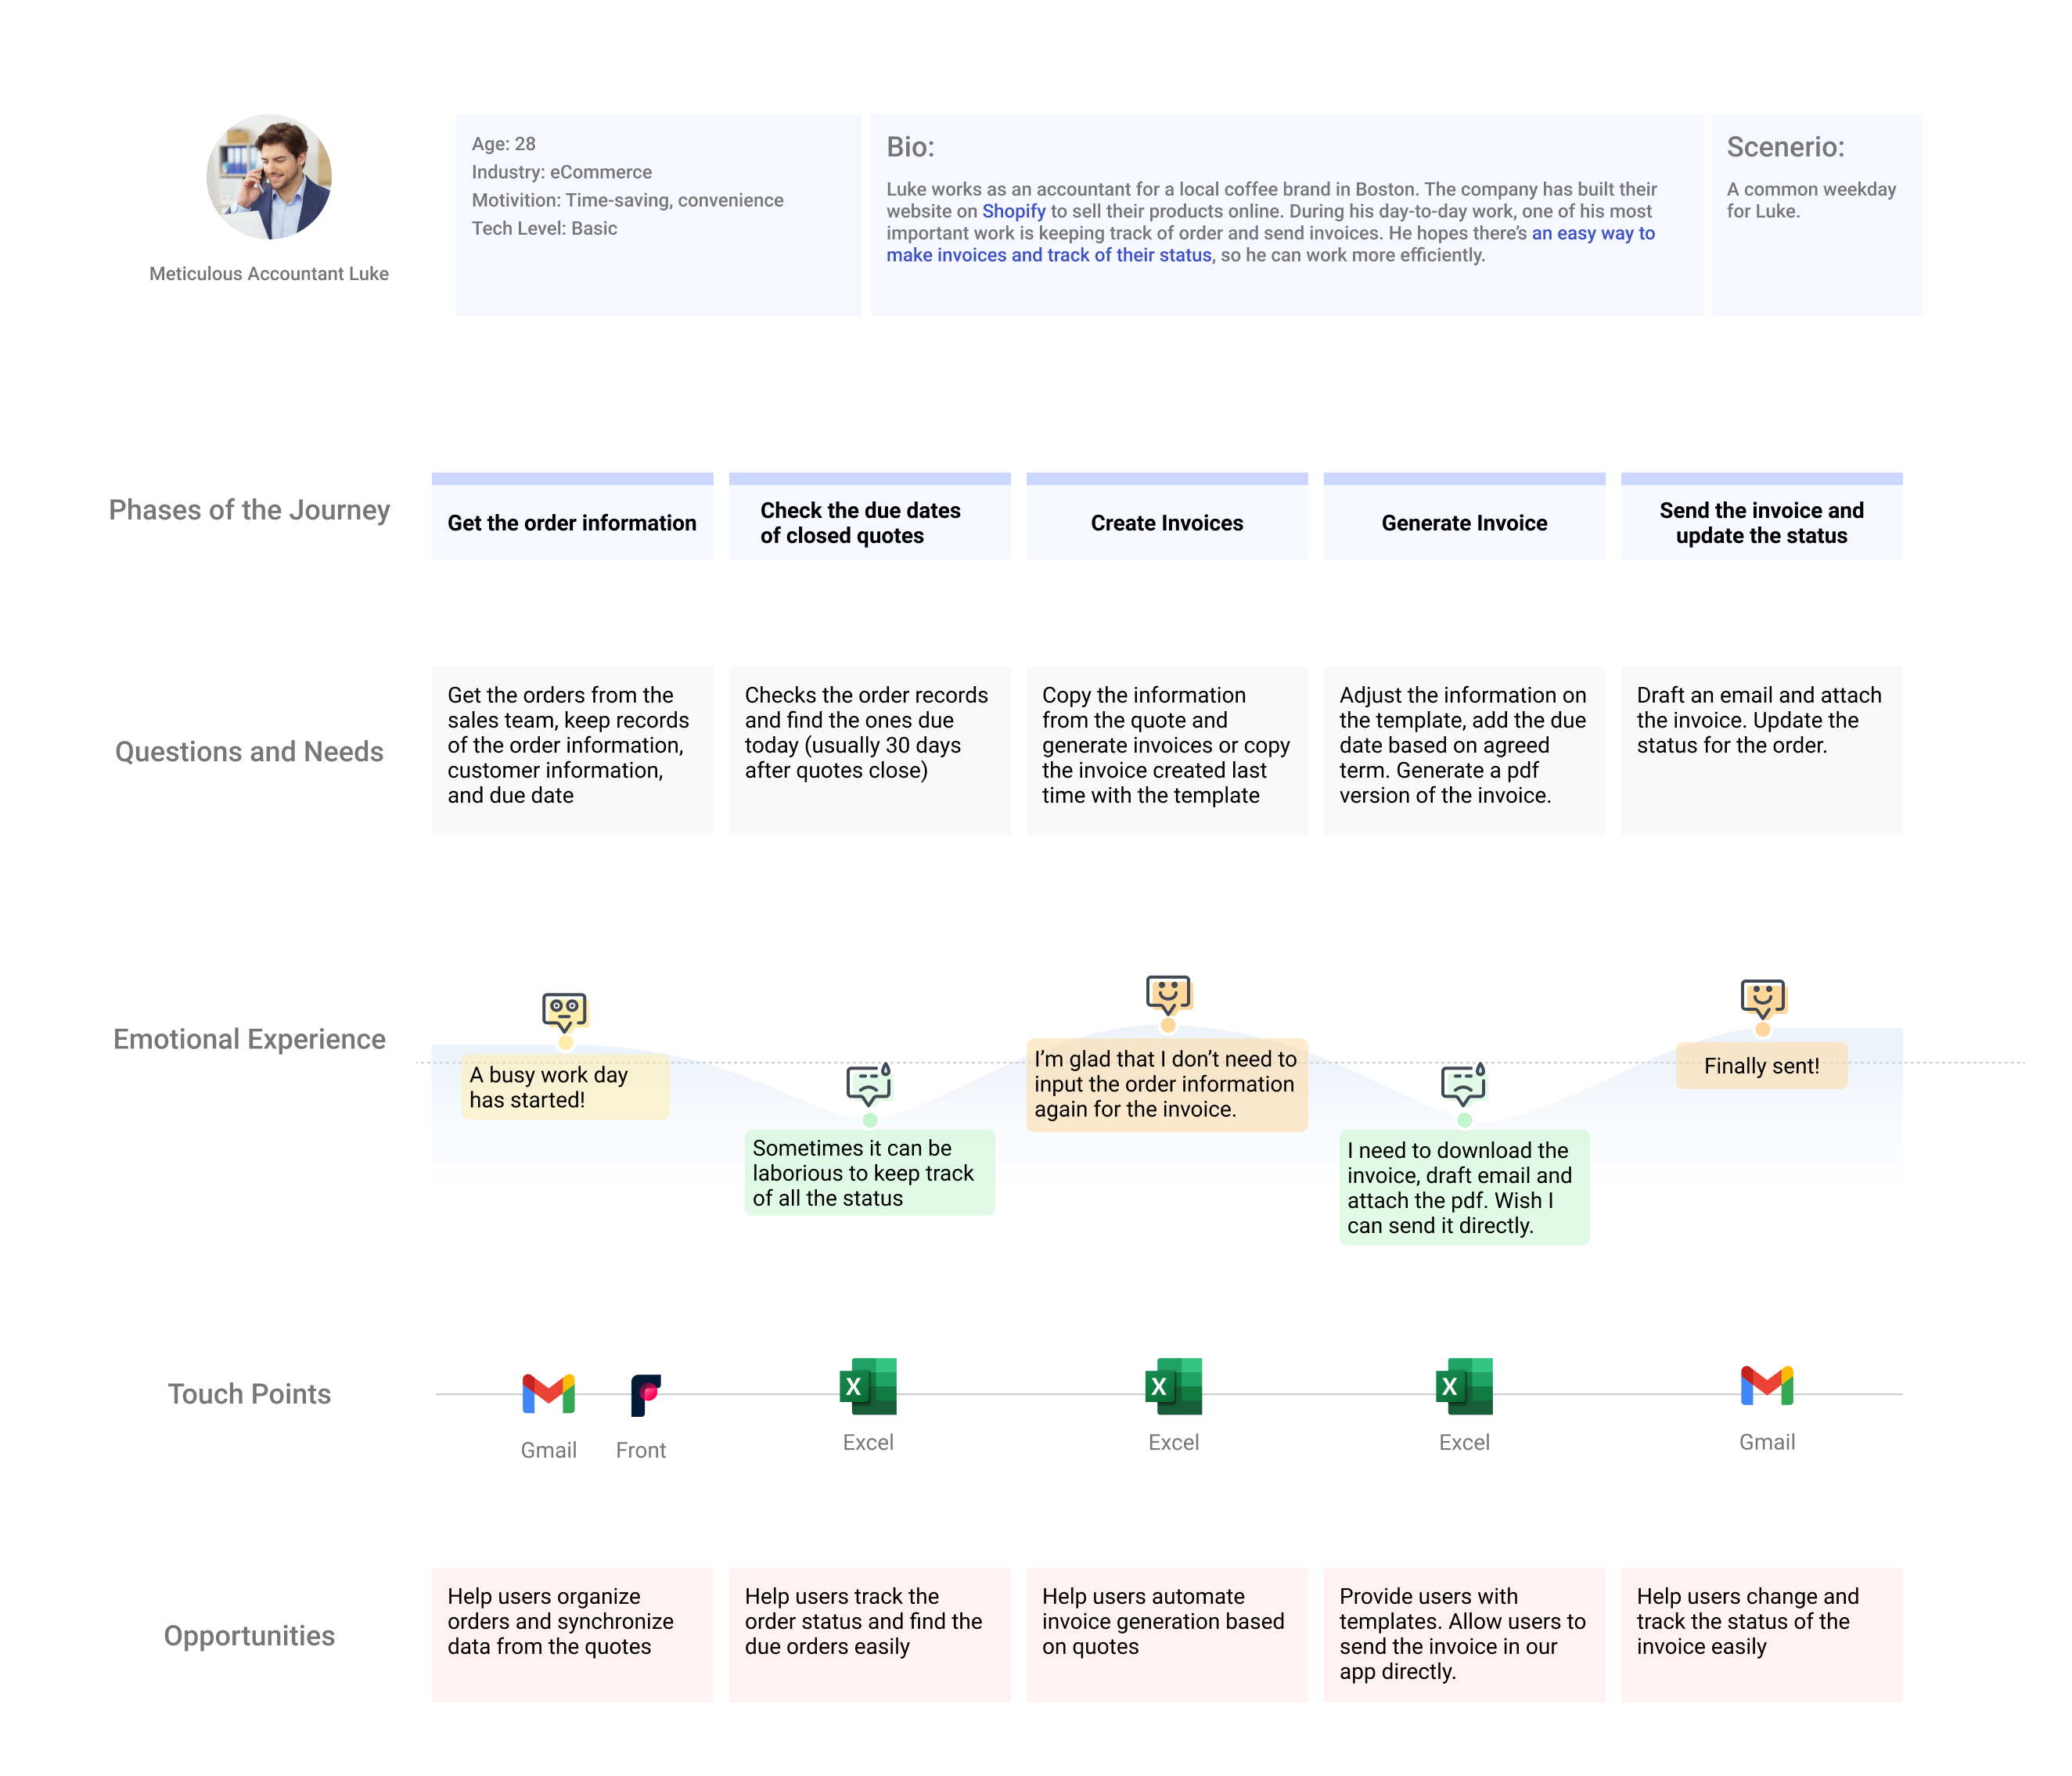 Meticulous Accountant Luke
Age: 28
Industry: eCommerce
Motivition: Time-saving, convenience
Tech Level: Basic
Bio:
Luke works as an accountant for a local coffee brand in Boston. The company has built their
website on Shopify to sell their products online. During his day-to-day work, one of his most
important work is keeping track of order and send invoices. He hopes there’s an easy way to
make invoices and track of their status, so he can work more efficiently.
Scenerio:
A common weekday
for Luke.
Phases of the Journey
Get the order information
Check the due dates
of closed quotes
Create Invoices
Generate Invoice
Send the invoice and
update the status
Questions and Needs
Get the orders from the
sales team, keep records
of the order information,
customer information,
and due date
Checks the order records
and find the ones due
today (usually 30 days
after quotes close)
Copy the information
from the quote and
generate invoices or copy
the invoice created last
time with the template
Adjust the information on
the template, add the due
date based on agreed
term. Generate a pdf
version of the invoice.
Draft an email and attach
the invoice. Update the
status for the order.
Emotional Experience
A busy work day
has started!
Sometimes it can be
laborious to keep track
of all the status
I’m glad that I don’t need to
input the order information
again for the invoice.
I need to download the
invoice, draft email and
attach the pdf. Wish I
can send it directly.
Finally sent!
Touch Points
Gmail
Front
X
Excel
X
Excel
X
Excel
Gmail
Opportunities
Help users organize
orders and synchronize
data from the quotes
Help users track the
order status and find the
due orders easily
Help users automate
invoice generation based
on quotes
Provide users with
templates. Allow users to
send the invoice in our
app directly.
Help users change and
track the status of the
invoice easily